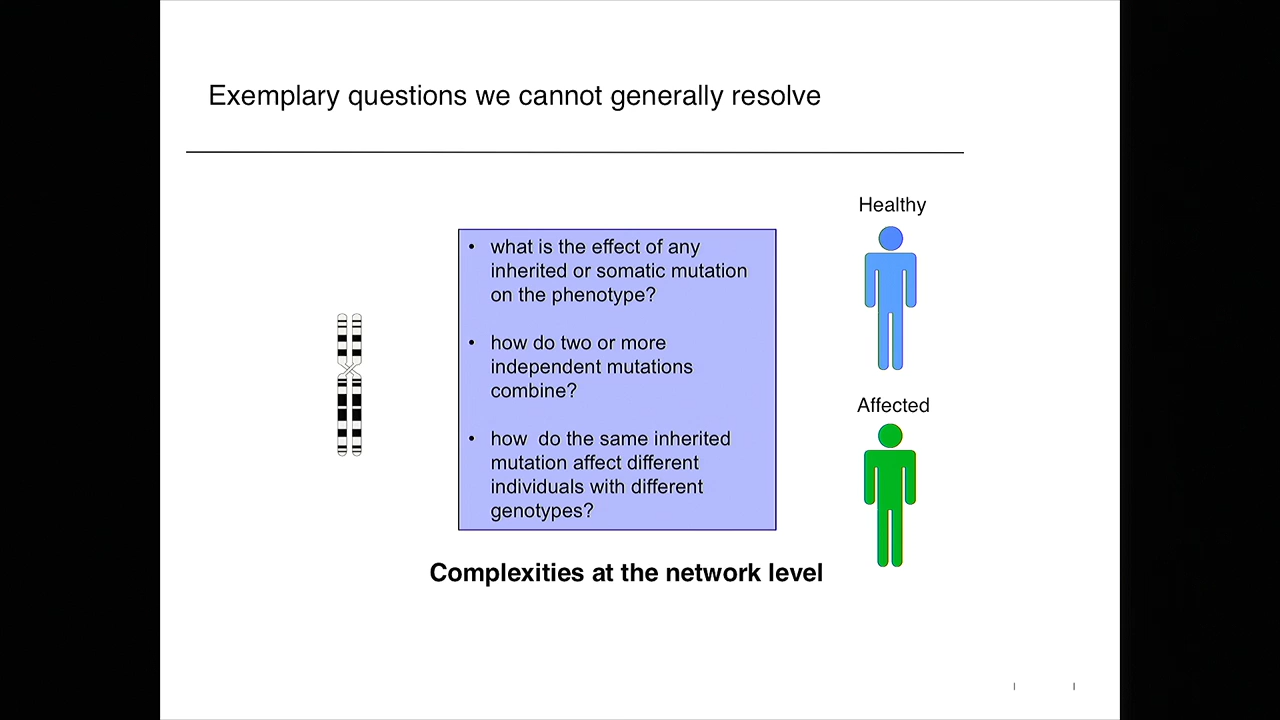 Exemplary questions we cannot generally resolve
Healthy
• what is the effect of any
inherited or somatic mutation
on the phenotype?
• how do two or more
independent mutations
combine?
Affected
• how  do the same inherited
mutation affect different
individuals with different
genotypes?
Complexities at the network level